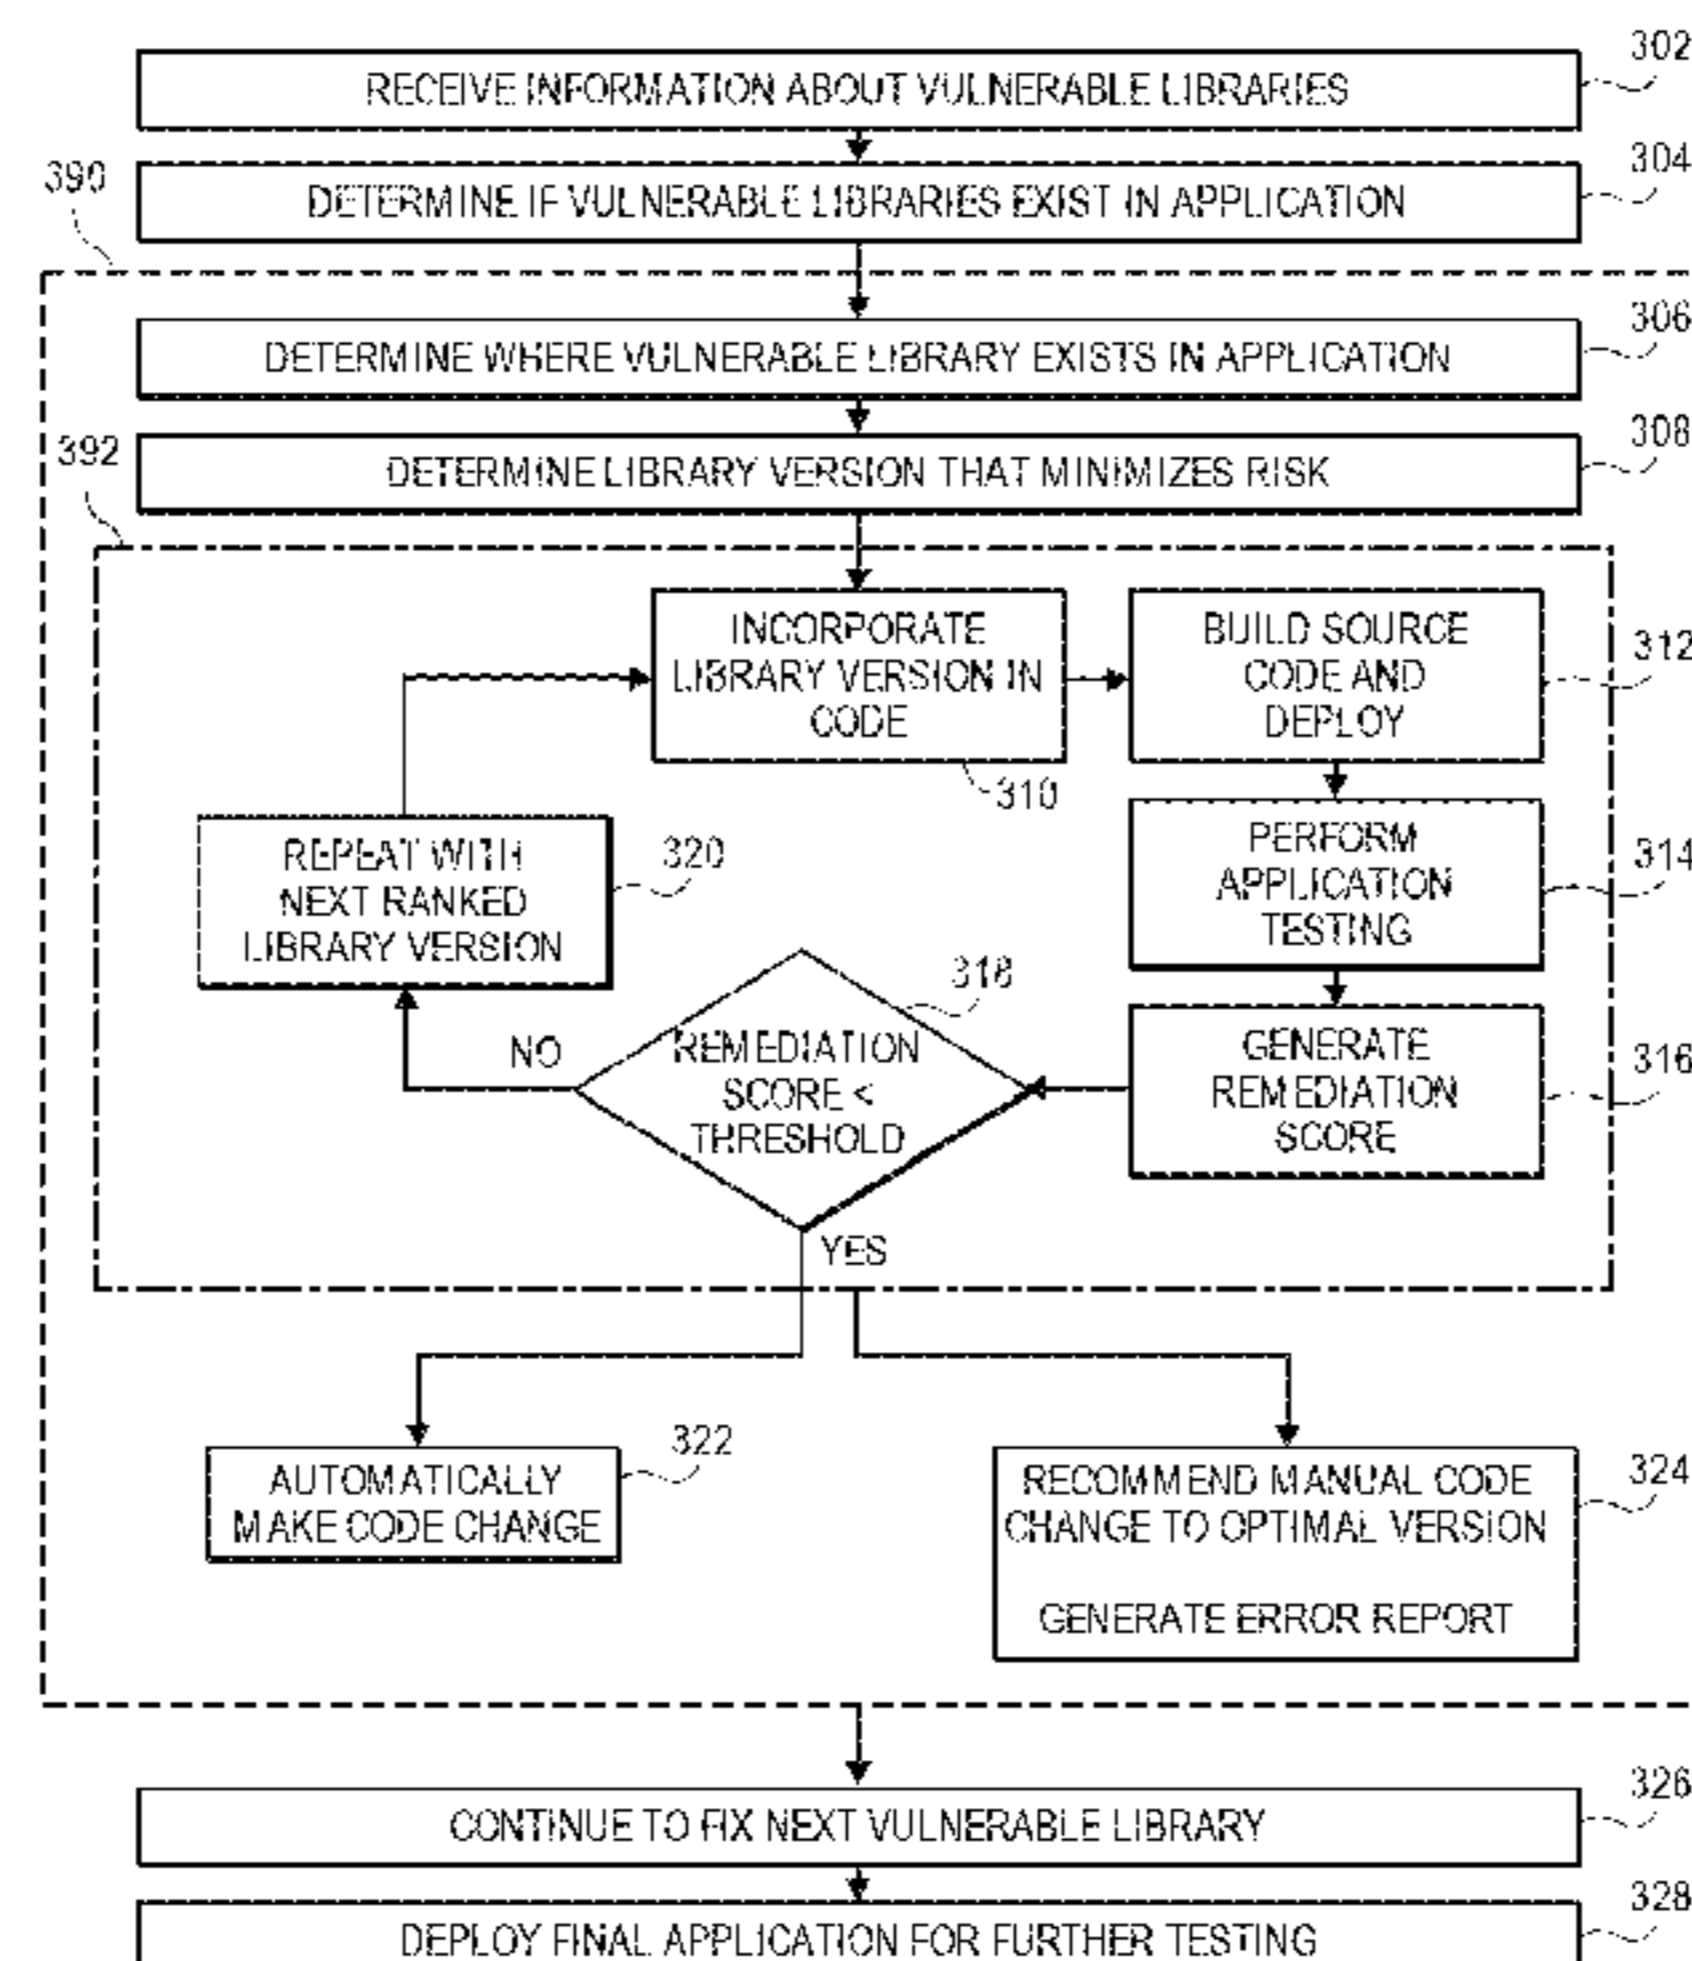 302
RECEIVE INFORMATION ABOUT VULNERABLE LIBRARIES
304
DETERMINE IF VULNERABLE LIBRARIES EXIST IN APPLICATION
390
306
DETERMINE WHERE VULNERABLE LIBRARY EXISTS IN APPLICATION
308
392
DETERMINE LIBRARY VERSION THAT MINIMIZES RISK
INCORPORATE
LIBRARY VERSION IN
CODE
310
BUILD SOURCE
CODE AND
DEPLOY
312
PERFORM
APPLICATION
TESTING
314
REPEAT WITH
NEXT RANKED
LIBRARY VERSION
320
318
REMEDIATION
SCORE <
THRESHOLD
NO
YES
GENERATE
REMEDIATION
SCORE
316
AUTOMATICALLY
MAKE CODE CHANGE
322
RECOMMEND MANUAL CODE
CHANGE TO OPTIMAL VERSION
GENERATE ERROR REPORT
324
326
CONTINUE TO FIX NEXT VULNERABLE LIBRARY
328
DEPLOY FINAL APPLICATION FOR FURTHER TESTING